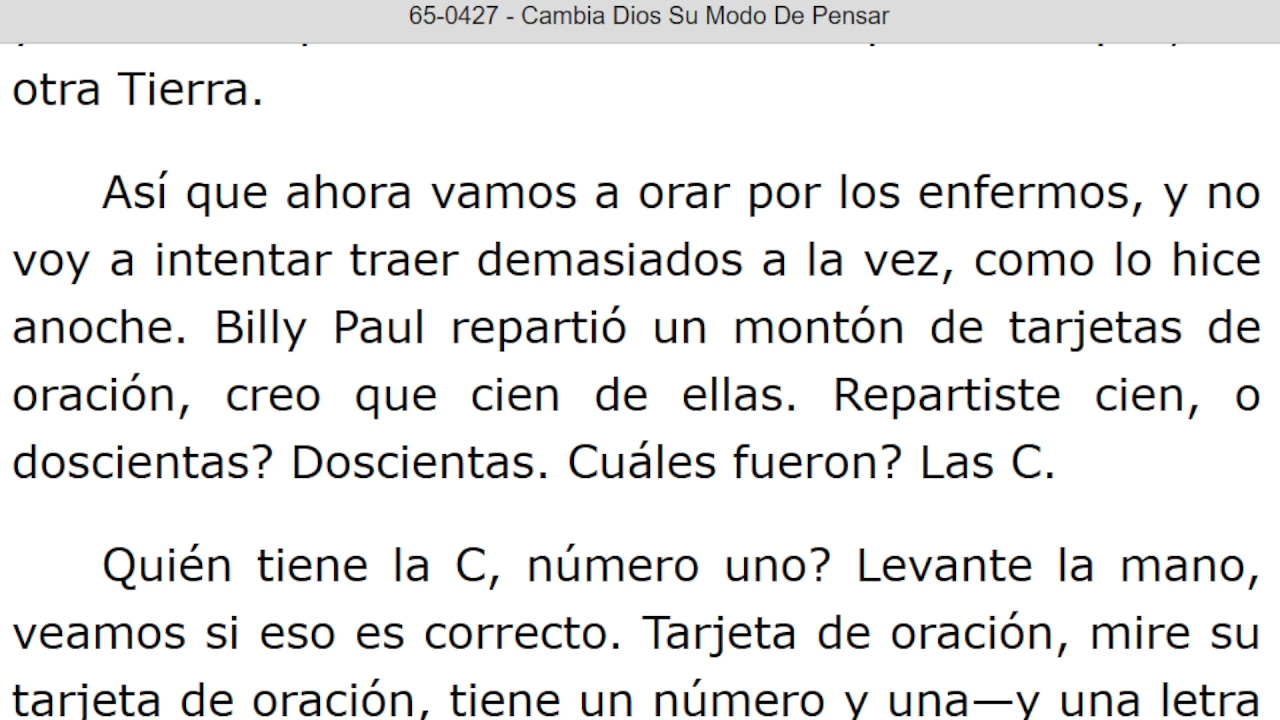 65-0427 - Cambia Dios Su Modo De Pensar
otra Tierra.
Así que ahora vamos a orar por los enfermos, y no
voy a intentar traer demasiados a la vez, como lo hice
anoche. Billy Paul repartió un montón de tarjetas de
oración, creo que cien de ellas. Repartiste cien, o
doscientas? Doscientas. Cuáles fueron? Las C.
Quién tiene la C, número uno? Levante la mano,
veamos si eso es correcto. Tarjeta de oración, mire su
tarjeta de oración, tiene un número y una—y una letra